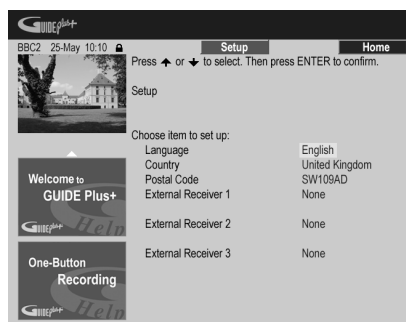 GUIDE Plus+
BBC2 25-May 10:10 Setup Home
Press or to select. Then press ENTER to confirm.
Setup
Choose item to set up:
Language English
Country United Kingdom
Postal Code SW109AD
External Receiver 1 None
External Receiver 2 None
External Receiver 3 None
Welcome to
GUIDE Plus+
GUIDE Plus+ Help
One-Button
Recording
GUIDE Plus+ Help